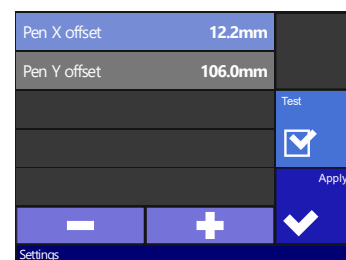 Pen X offset 12.2mm
Pen Y offset 106.0mm
Test
Apply
Settings